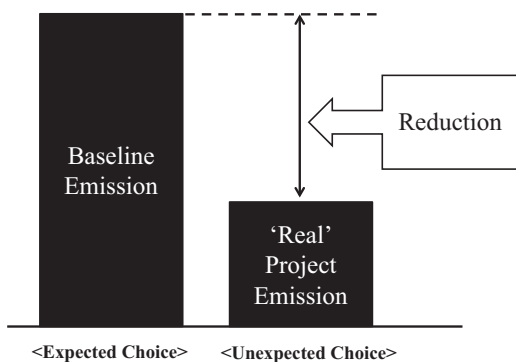 Baseline
Emission
Reduction
‘Real’
Project
Emission
<Expected Choice>
<Unexpected Choice>